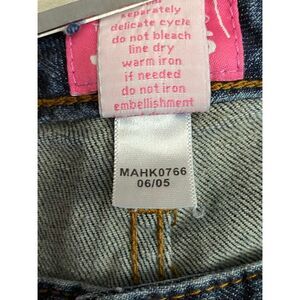 separately
delicate cycle
do not bleach
line dry
warm iron
if needed
do not iron
embellishment
MAHK0766
06/05